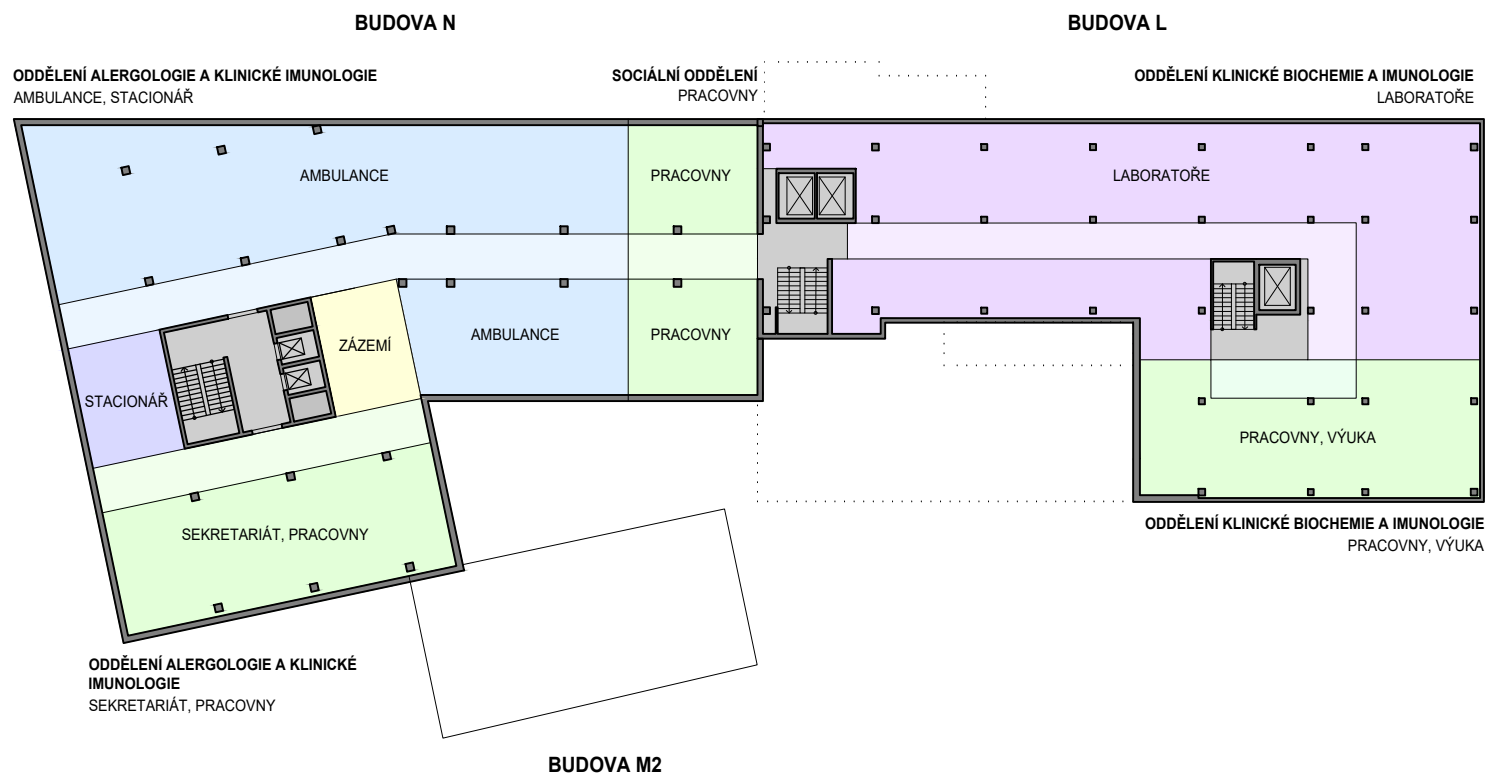 BUDOVA N
BUDOVA L
ODDĚLENÍ ALERGOLOGIE A KLINICKÉ IMUNOLOGIE
AMBULANCE, STACIONÁŘ
SOCIÁLNÍ ODDĚLENÍ
PRACOVNY
ODDĚLENÍ KLINICKÉ BIOCHEMIE A IMUNOLOGIE
LABORATOŘE
AMBULANCE
PRACOVNY
LABORATOŘE
AMBULANCE
PRACOVNY
ZÁZEMÍ
STACIONÁŘ
PRACOVNY, VÝUKA
SEKRETARIÁT, PRACOVNY
ODDĚLENÍ KLINICKÉ BIOCHEMIE A IMUNOLOGIE
PRACOVNY, VÝUKA
ODDĚLENÍ ALERGOLOGIE A KLINICKÉ
IMUNOLOGIE
SEKRETARIÁT, PRACOVNY
BUDOVA M2